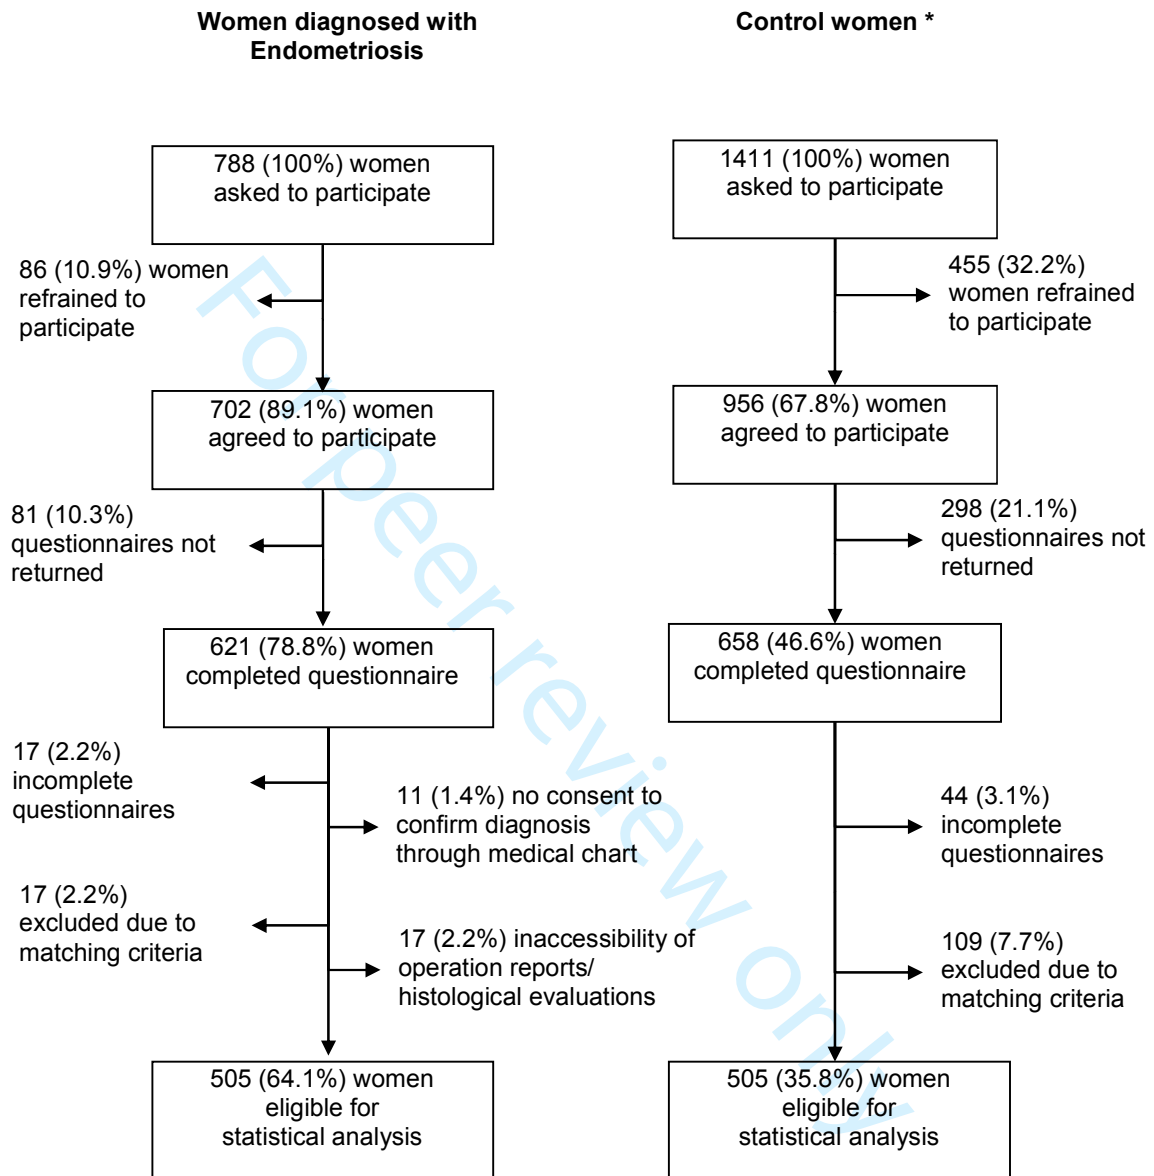 Women diagnosed with
Endometriosis
Control women *
788 (100%) women
asked to participate
1411 (100%) women
asked to participate
86 (10.9%) women
refrained to
participate
455 (32.2%)
women refrained
to participate
702 (89.1%) women
agreed to participate
956 (67.8%) women
agreed to participate
81 (10.3%)
questionnaires not
returned
298 (21.1%)
questionnaires not
returned
621 (78.8%) women
completed questionnaire
658 (46.6%) women
completed questionnaire
17 (2.2%)
incomplete
questionnaires
11 (1.4%) no consent to
confirm diagnosis
through medical chart
44 (3.1%)
incomplete
questionnaires
17 (2.2%)
excluded due to
matching criteria
17 (2.2%) inaccessibility of
operation reports/
histological evaluations
109 (7.7%)
excluded due to
matching criteria
505 (64.1%) women
eligible for
statistical analysis
505 (35.8%) women
eligible for
statistical analysis
For peer review only